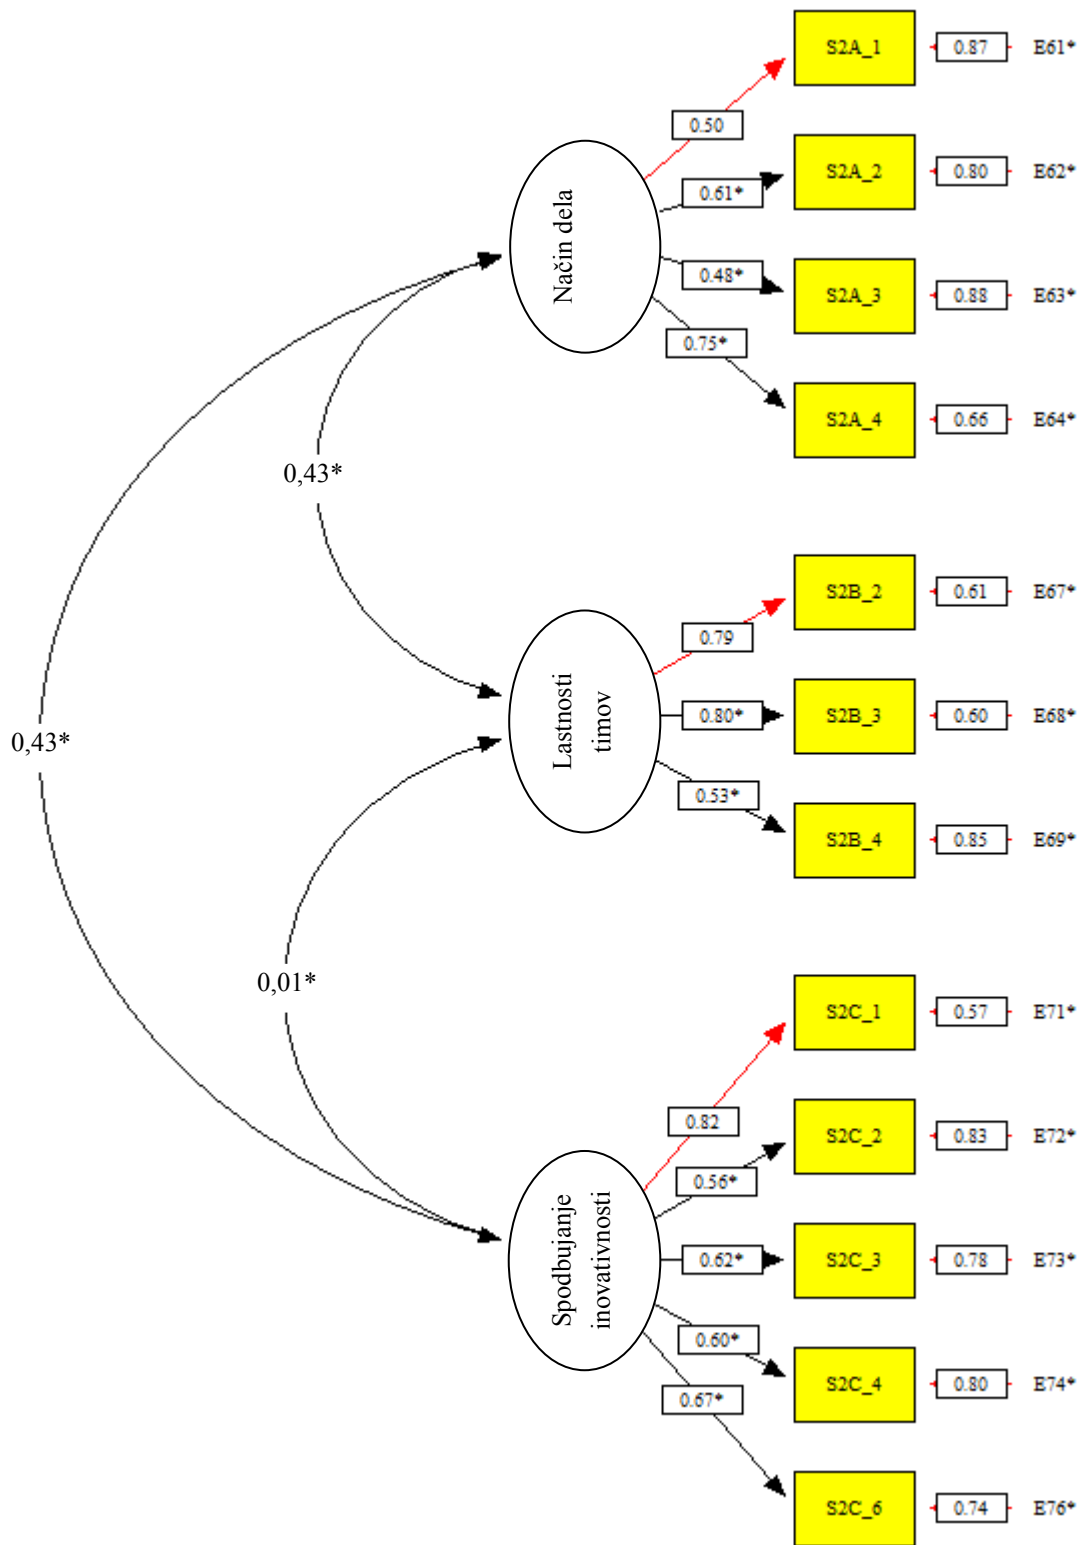 S2A_1
0.87
E61*
0.50
S2A_2
0.80
E62*
0.61*
Način dela
S2A_3
0.88
E63*
0.48*
0.75*
S2A_4
0.66
E64*
0,43*
S2B_2
0.61
E67*
0.79
Lastnosti
timov
S2B_3
0.60
E68*
0.80*
0,43*
0.53*
S2B_4
0.85
E69*
0,01*
S2C_1
0.57
E71*
0.82
S2C_2
0.83
E72*
0.56*
Spodbujanje
inovativnosti
S2C_3
0.78
E73*
0.62*
0.60*
S2C_4
0.80
E74*
0.67*
S2C_6
0.74
E76*